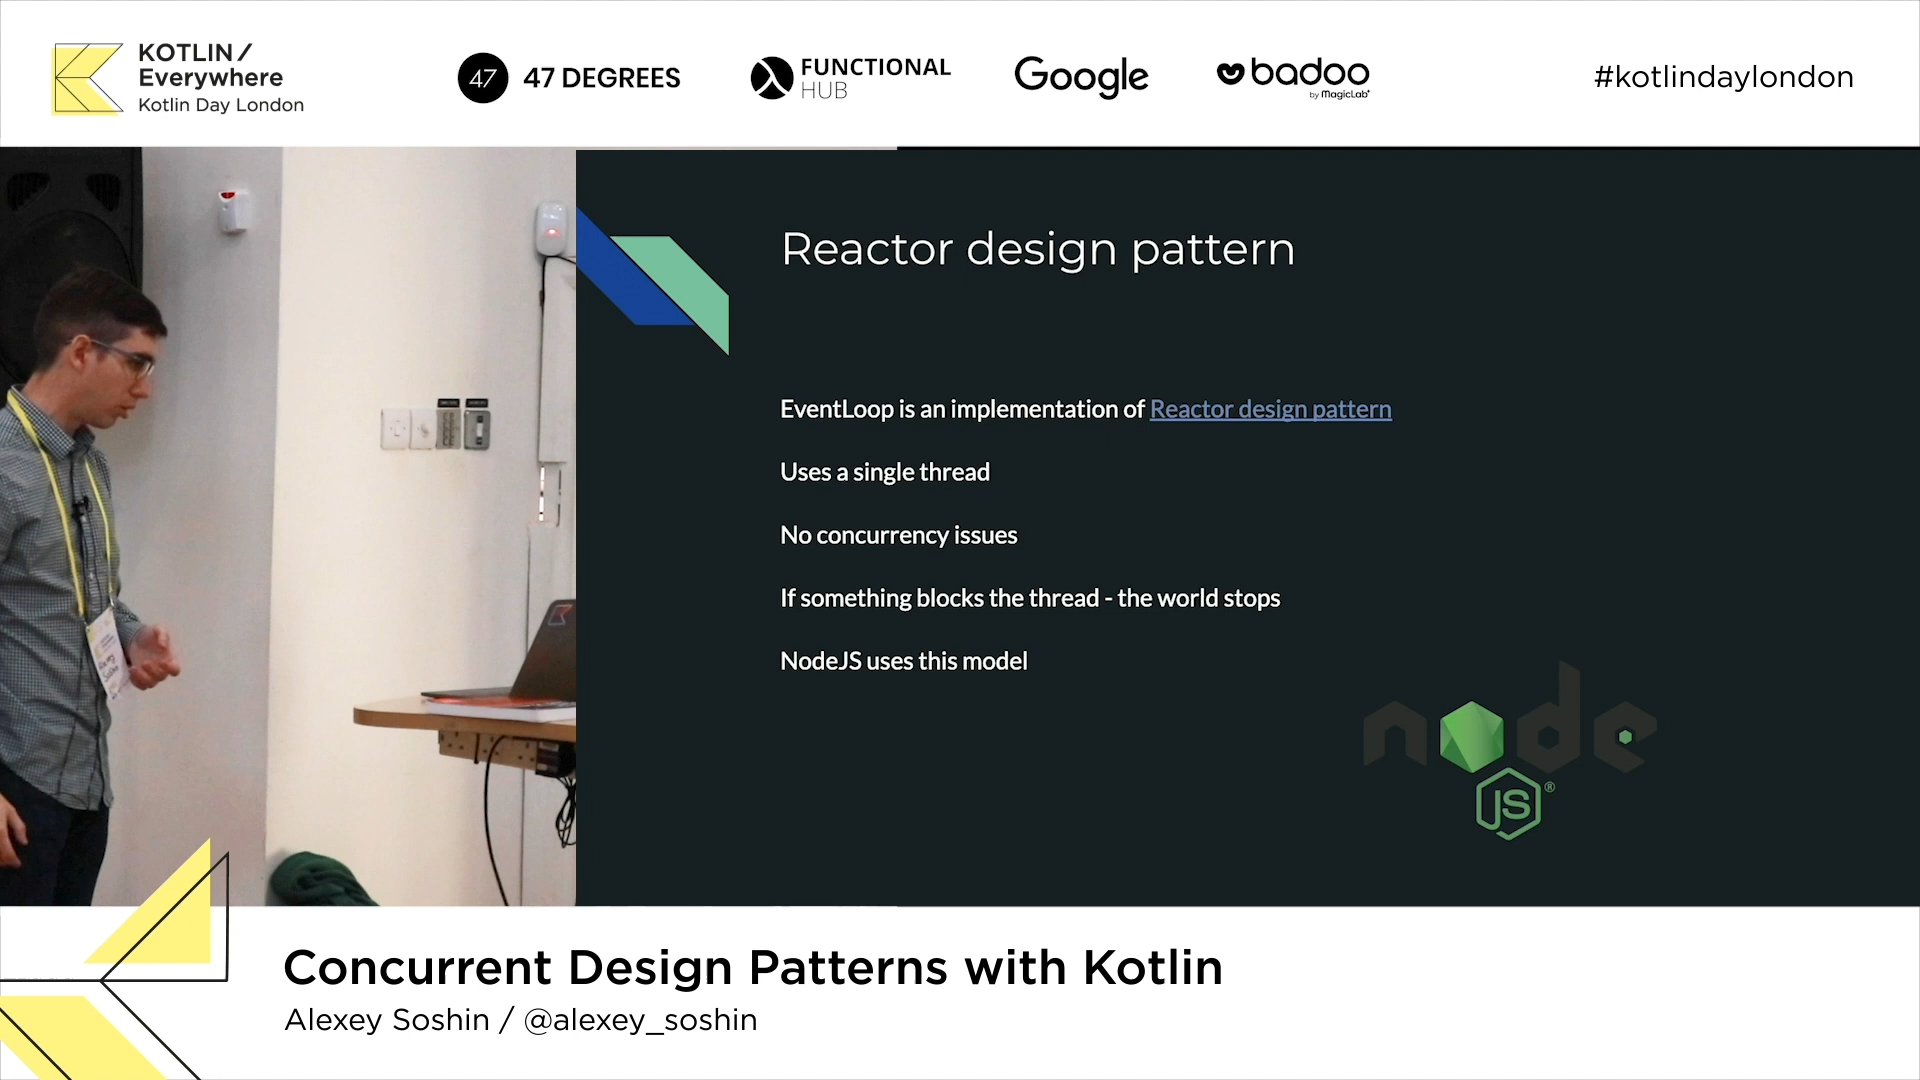 KOTLIN /
Everywhere
Kotlin Day London
47
47 DEGREES
FUNCTIONAL
HUB
Google
badoo
by MagicLab
#kotlindaylondon
Reactor design pattern
EventLoop is an implementation of Reactor design pattern
Uses a single thread
No concurrency issues
If something blocks the thread - the world stops
NodeJS uses this model
node
JS®
Concurrent Design Patterns with Kotlin
Alexey Soshin / @alexey_soshin